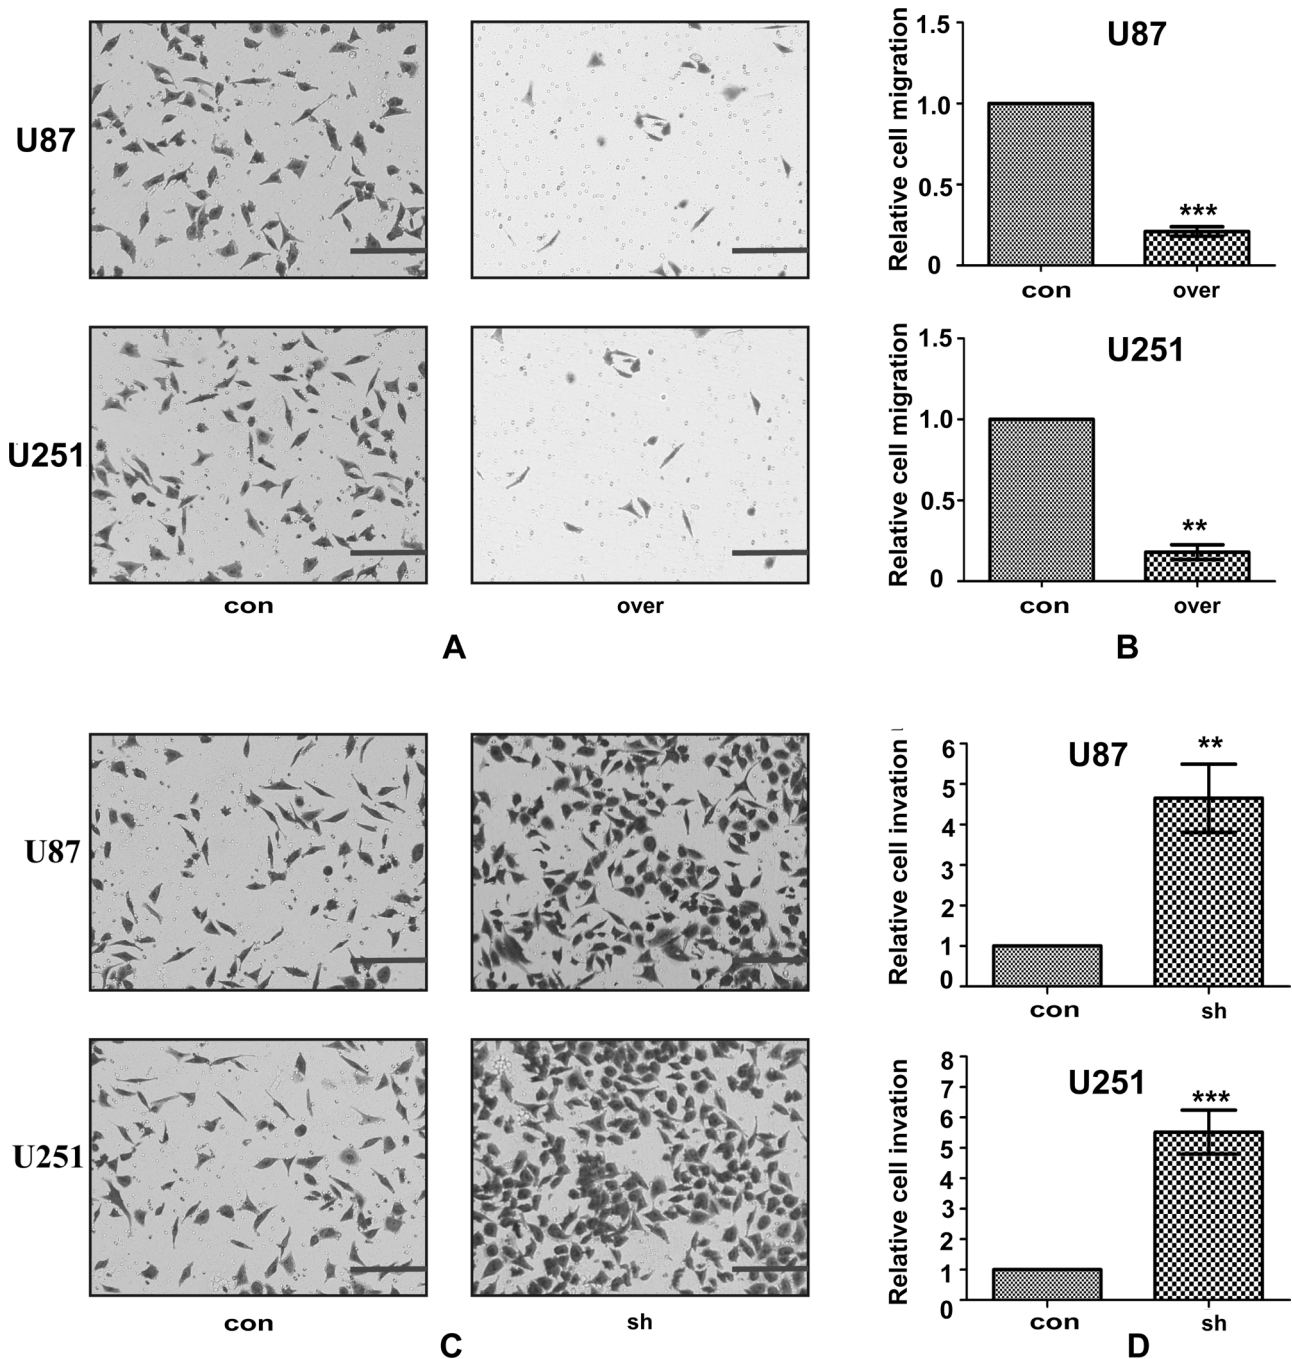 U87
U251
con
over
A
Relative cell migration
1.5
1.0
0.5
0
U87
***
con
over
Relative cell migration
1.5
1.0
0.5
0
U251
**
con
over
B
U87
U251
con
sh
C
Relative cell invation
6
5
4
3
2
1
0
U87
**
con
sh
Relative cell invation
8
7
6
5
4
3
2
1
0
U251
***
con
sh
D